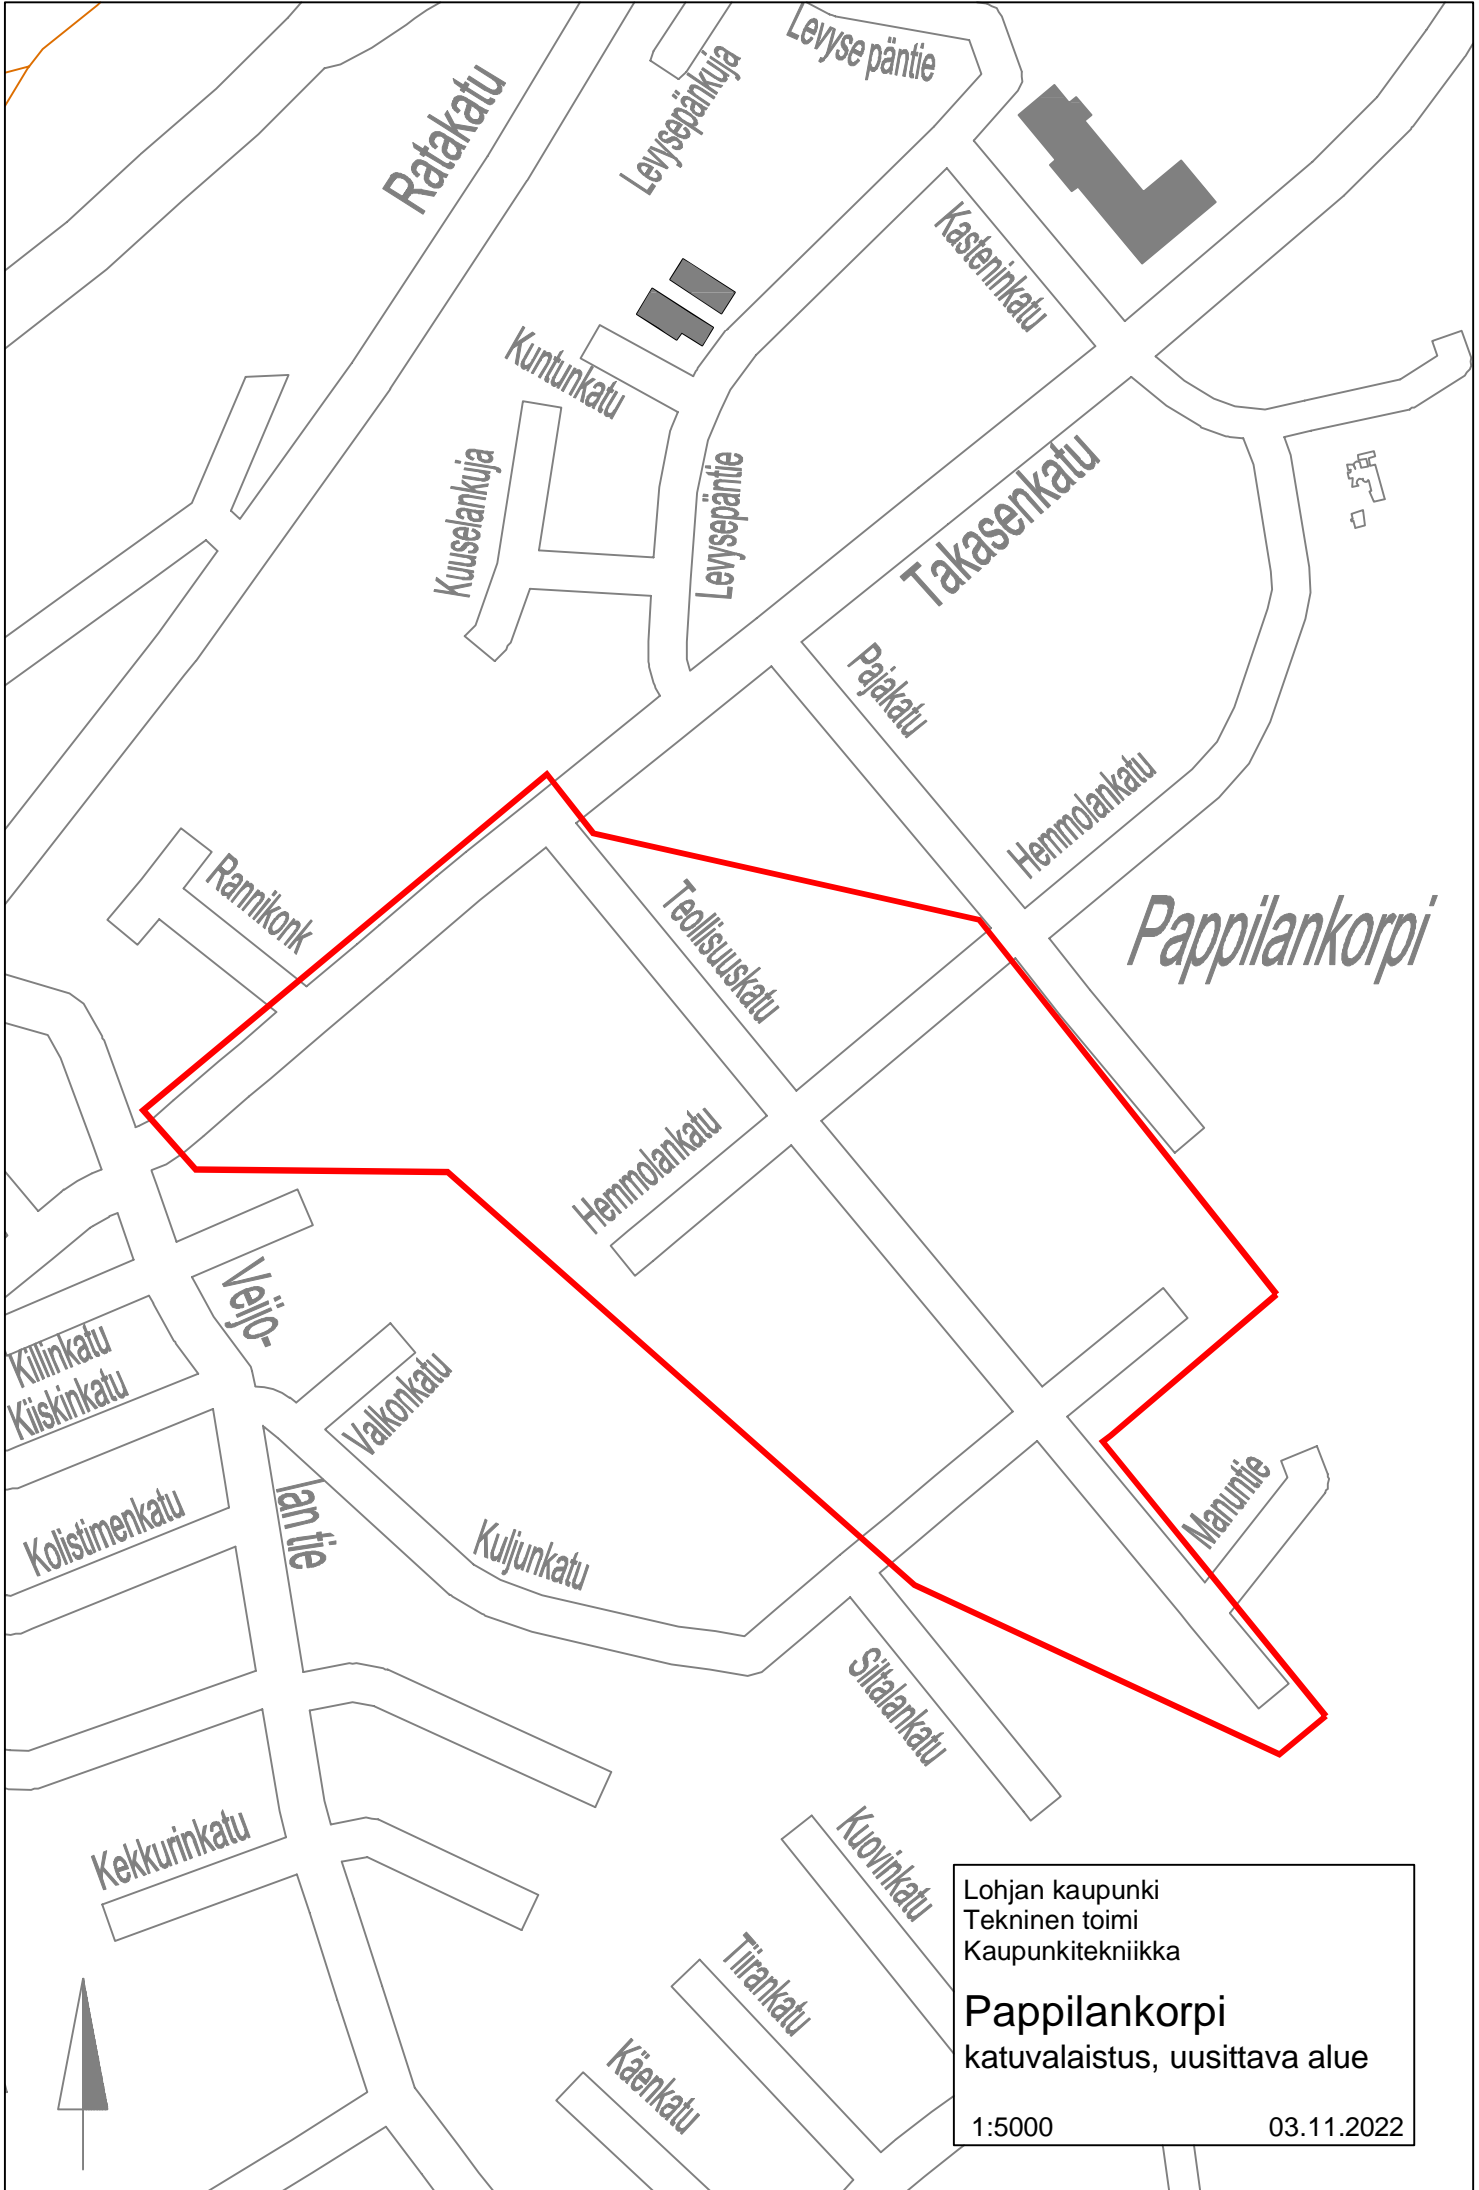 Levyse päntie
Levysepänkuja
Ratakatu
Kasteninkatu
Kuntunkatu
Kuuselankuja
Levysepäntie
Takasenkatu
Pajakatu
Hemmolankatu
Rannikonk
Teollisuuskatu
Pappilankorpi
Hemmolankatu
Veijo-
Killinkatu
Kiiskinkatu
Valkonkatu
Manuntie
lan tie
Kolistimenkatu
Kuljunkatu
Siltalankatu
Kekkurinkatu
Kuovinkatu
Tiirankatu
Käenkatu
Lohjan kaupunki
Tekninen toimi
Kaupunkitekniikka
Pappilankorpi
katuvalaistus, uusittava alue
1:5000 03.11.2022